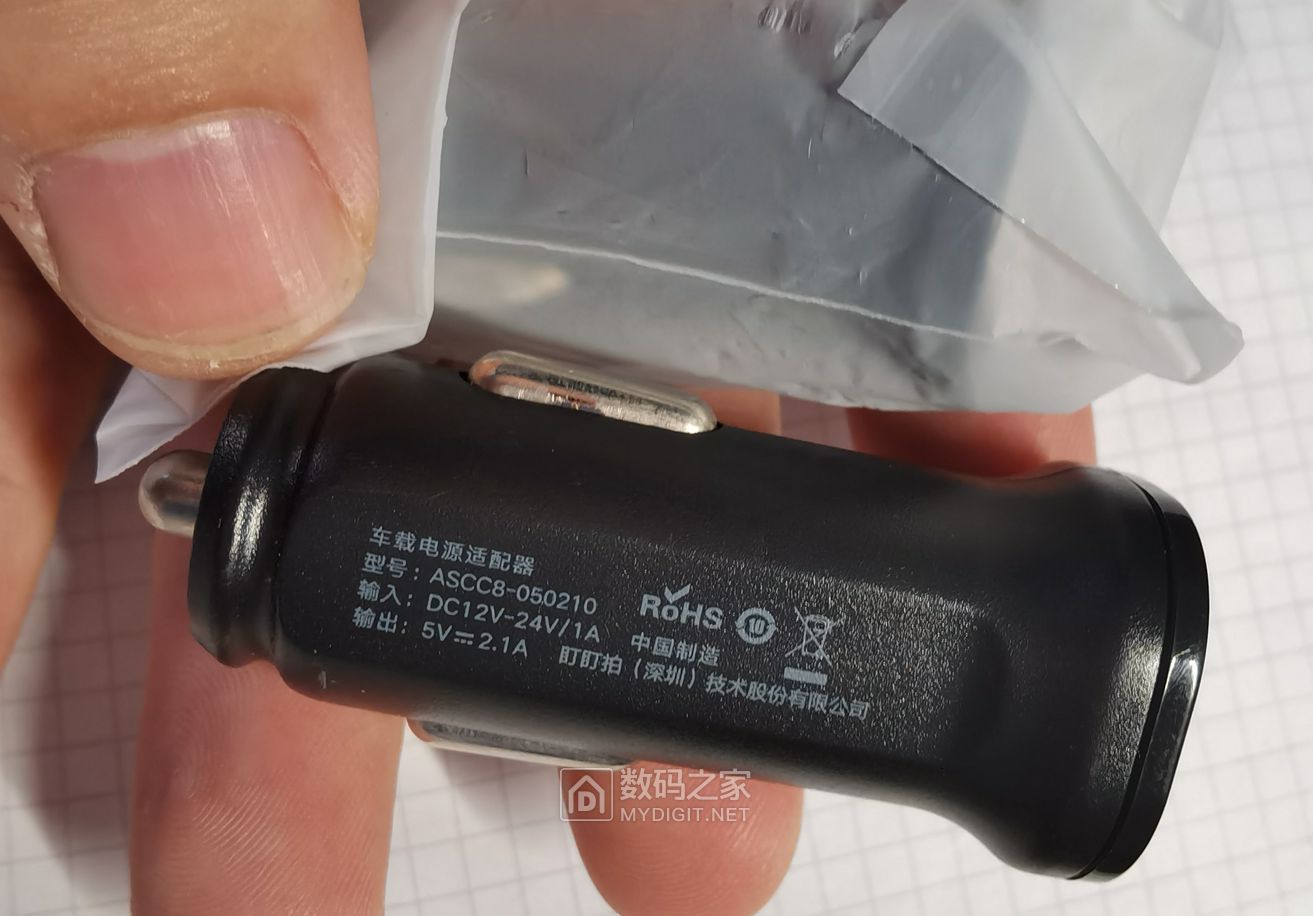 车载电源适配器
型号：ASCC8-050210
输入：DC12V-24V/1A
输出：5V⎓2.1A
RoHS 10
中国制造
盯盯拍（深圳）技术股份有限公司
数码之家
MYDIGIT.NET